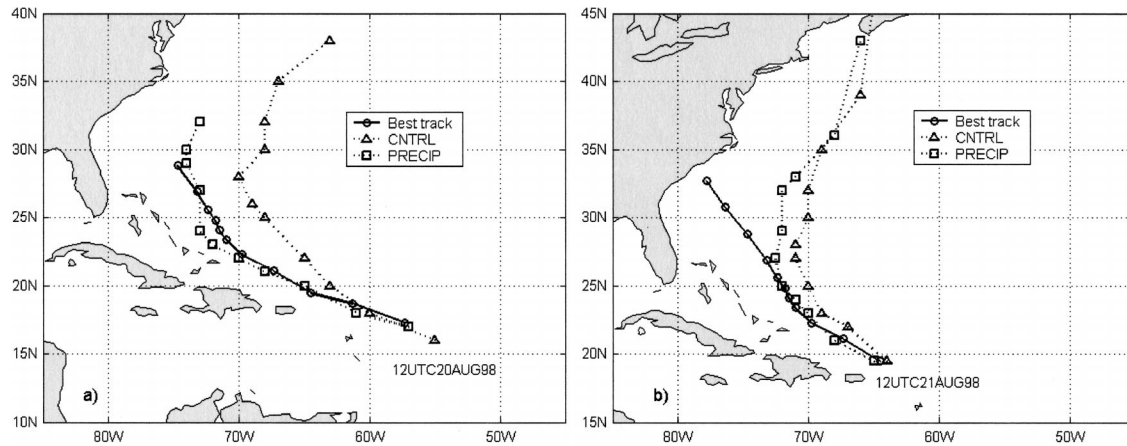 40N
35N
30N
25N
20N
15N
10N
80W
70W
60W
50W
Best track
CNTRL
PRECIP
12UTC20AUG98
a)
45N
40N
35N
30N
25N
20N
15N
80W
70W
60W
50W
Best track
CNTRL
PRECIP
12UTC21AUG98
b)